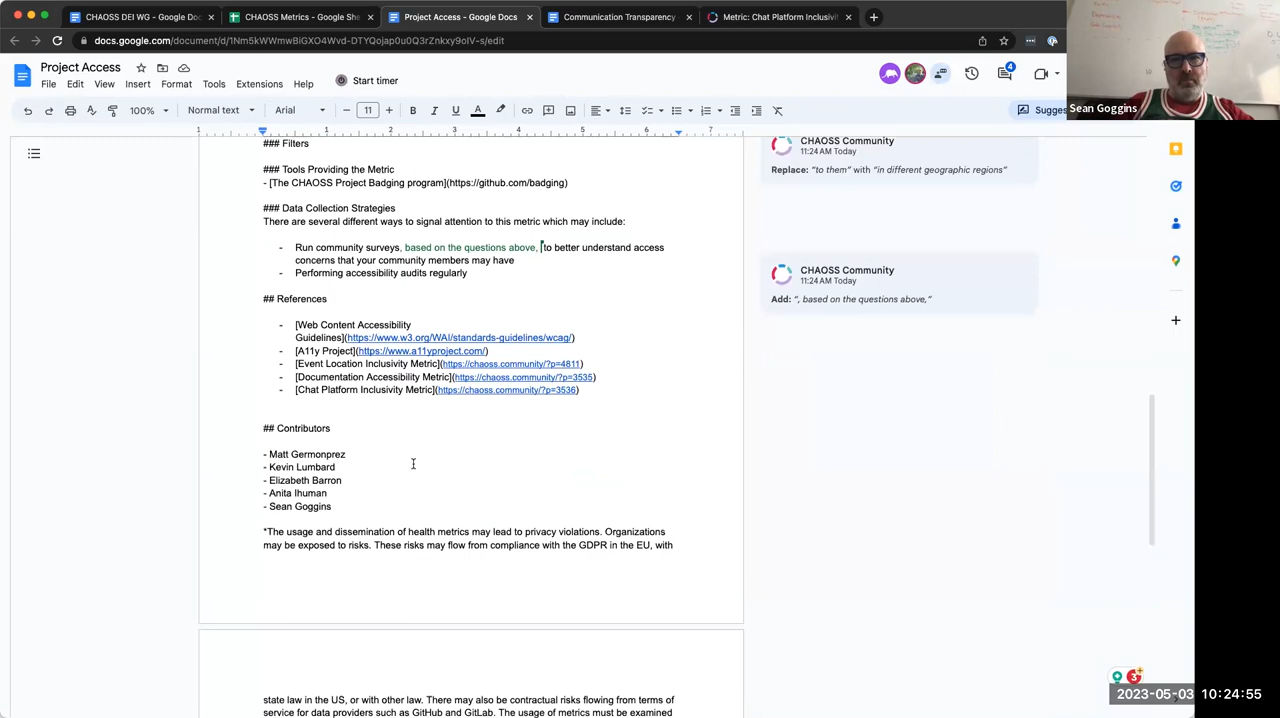 CHAOSS DEI WG - Google Doc
CHAOSS Metrics - Google She
Project Access - Google Docs
Communication Transparency
Metric: Chat Platform Inclusivit
docs.google.com/document/d/1Nm5kWWmwBiGXO4Wvd-DTYQojap0u0Q3rZnkxy9oIV-s/edit
Project Access
File Edit View Insert Format Tools Extensions Help
Start timer
4
100% Normal text Arial 11 B I U A
Sugges
Sean Goggins
1 1 2 3 4 5 6 7
### Filters
### Tools Providing the Metric
- [The CHAOSS Project Badging program](https://github.com/badging)
### Data Collection Strategies
There are several different ways to signal attention to this metric which may include:
- Run community surveys, based on the questions above, to better understand access
concerns that your community members may have
- Performing accessibility audits regularly
## References
- [Web Content Accessibility
Guidelines](https://www.w3.org/WAI/standards-guidelines/wcag/)
- [A11y Project](https://www.a11yproject.com/)
- [Event Location Inclusivity Metric](https://chaoss.community/?p=4811)
- [Documentation Accessibility Metric](https://chaoss.community/?p=3535)
- [Chat Platform Inclusivity Metric](https://chaoss.community/?p=3536)
## Contributors
- Matt Germonprez
- Kevin Lumbard
- Elizabeth Barron
- Anita Ihuman
- Sean Goggins
*The usage and dissemination of health metrics may lead to privacy violations. Organizations
may be exposed to risks. These risks may flow from compliance with the GDPR in the EU, with
state law in the US, or with other law. There may also be contractual risks flowing from terms of
service for data providers such as GitHub and GitLab. The usage of metrics must be examined
CHAOSS Community
11:24 AM Today
Replace: “to them” with “in different geographic regions”
CHAOSS Community
11:24 AM Today
Add: “, based on the questions above,”
3
2023-05-03 10:24:55